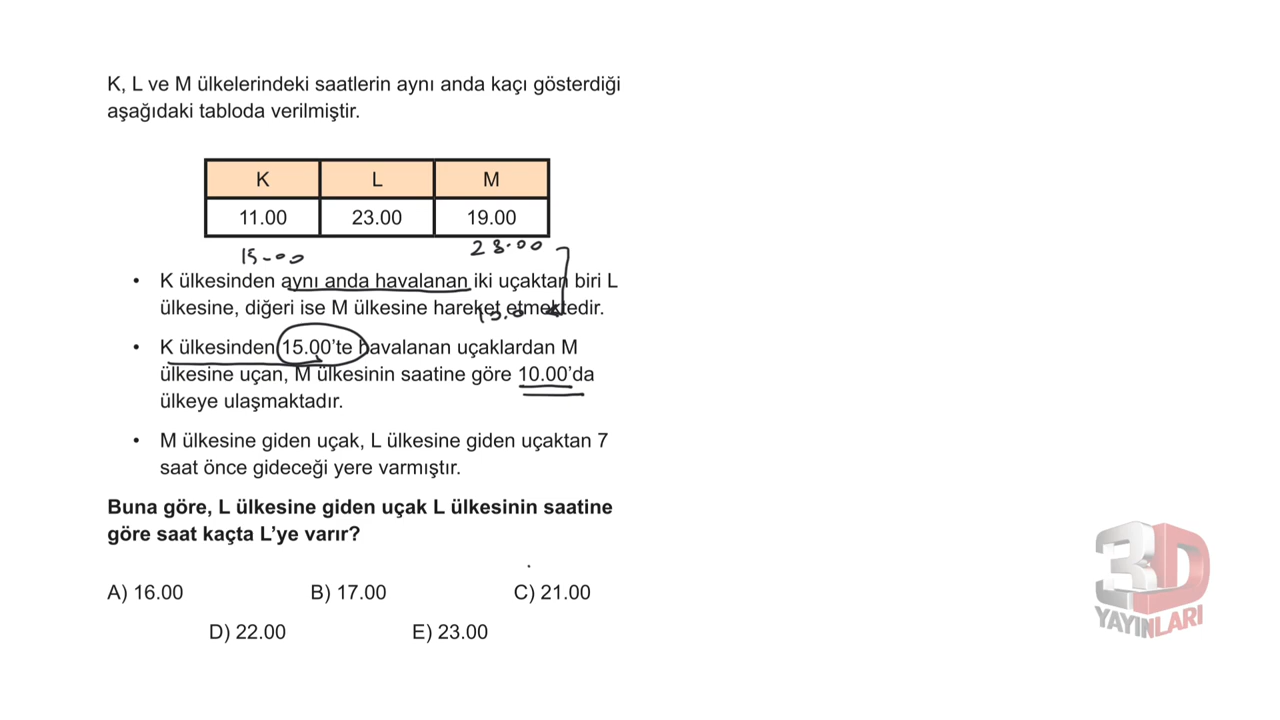 K, L ve M ülkelerindeki saatlerin aynı anda kaçı gösterdiği
aşağıdaki tabloda verilmiştir.
K L M
11.00 23.00 19.00
15.00 23.00
• K ülkesinden aynı anda havalanan iki uçaktan biri L
ülkesine, diğeri ise M ülkesine hareket etmektedir.
• K ülkesinden 15.00’te havalanan uçaklardan M
ülkesine uçan, M ülkesinin saatine göre 10.00’da
ülkeye ulaşmaktadır.
• M ülkesine giden uçak, L ülkesine giden uçaktan 7
saat önce gideceği yere varmıştır.
Buna göre, L ülkesine giden uçak L ülkesinin saatine
göre saat kaçta L’ye varır?
A) 16.00 B) 17.00 C) 21.00
D) 22.00 E) 23.00
3D
YAYINLARI